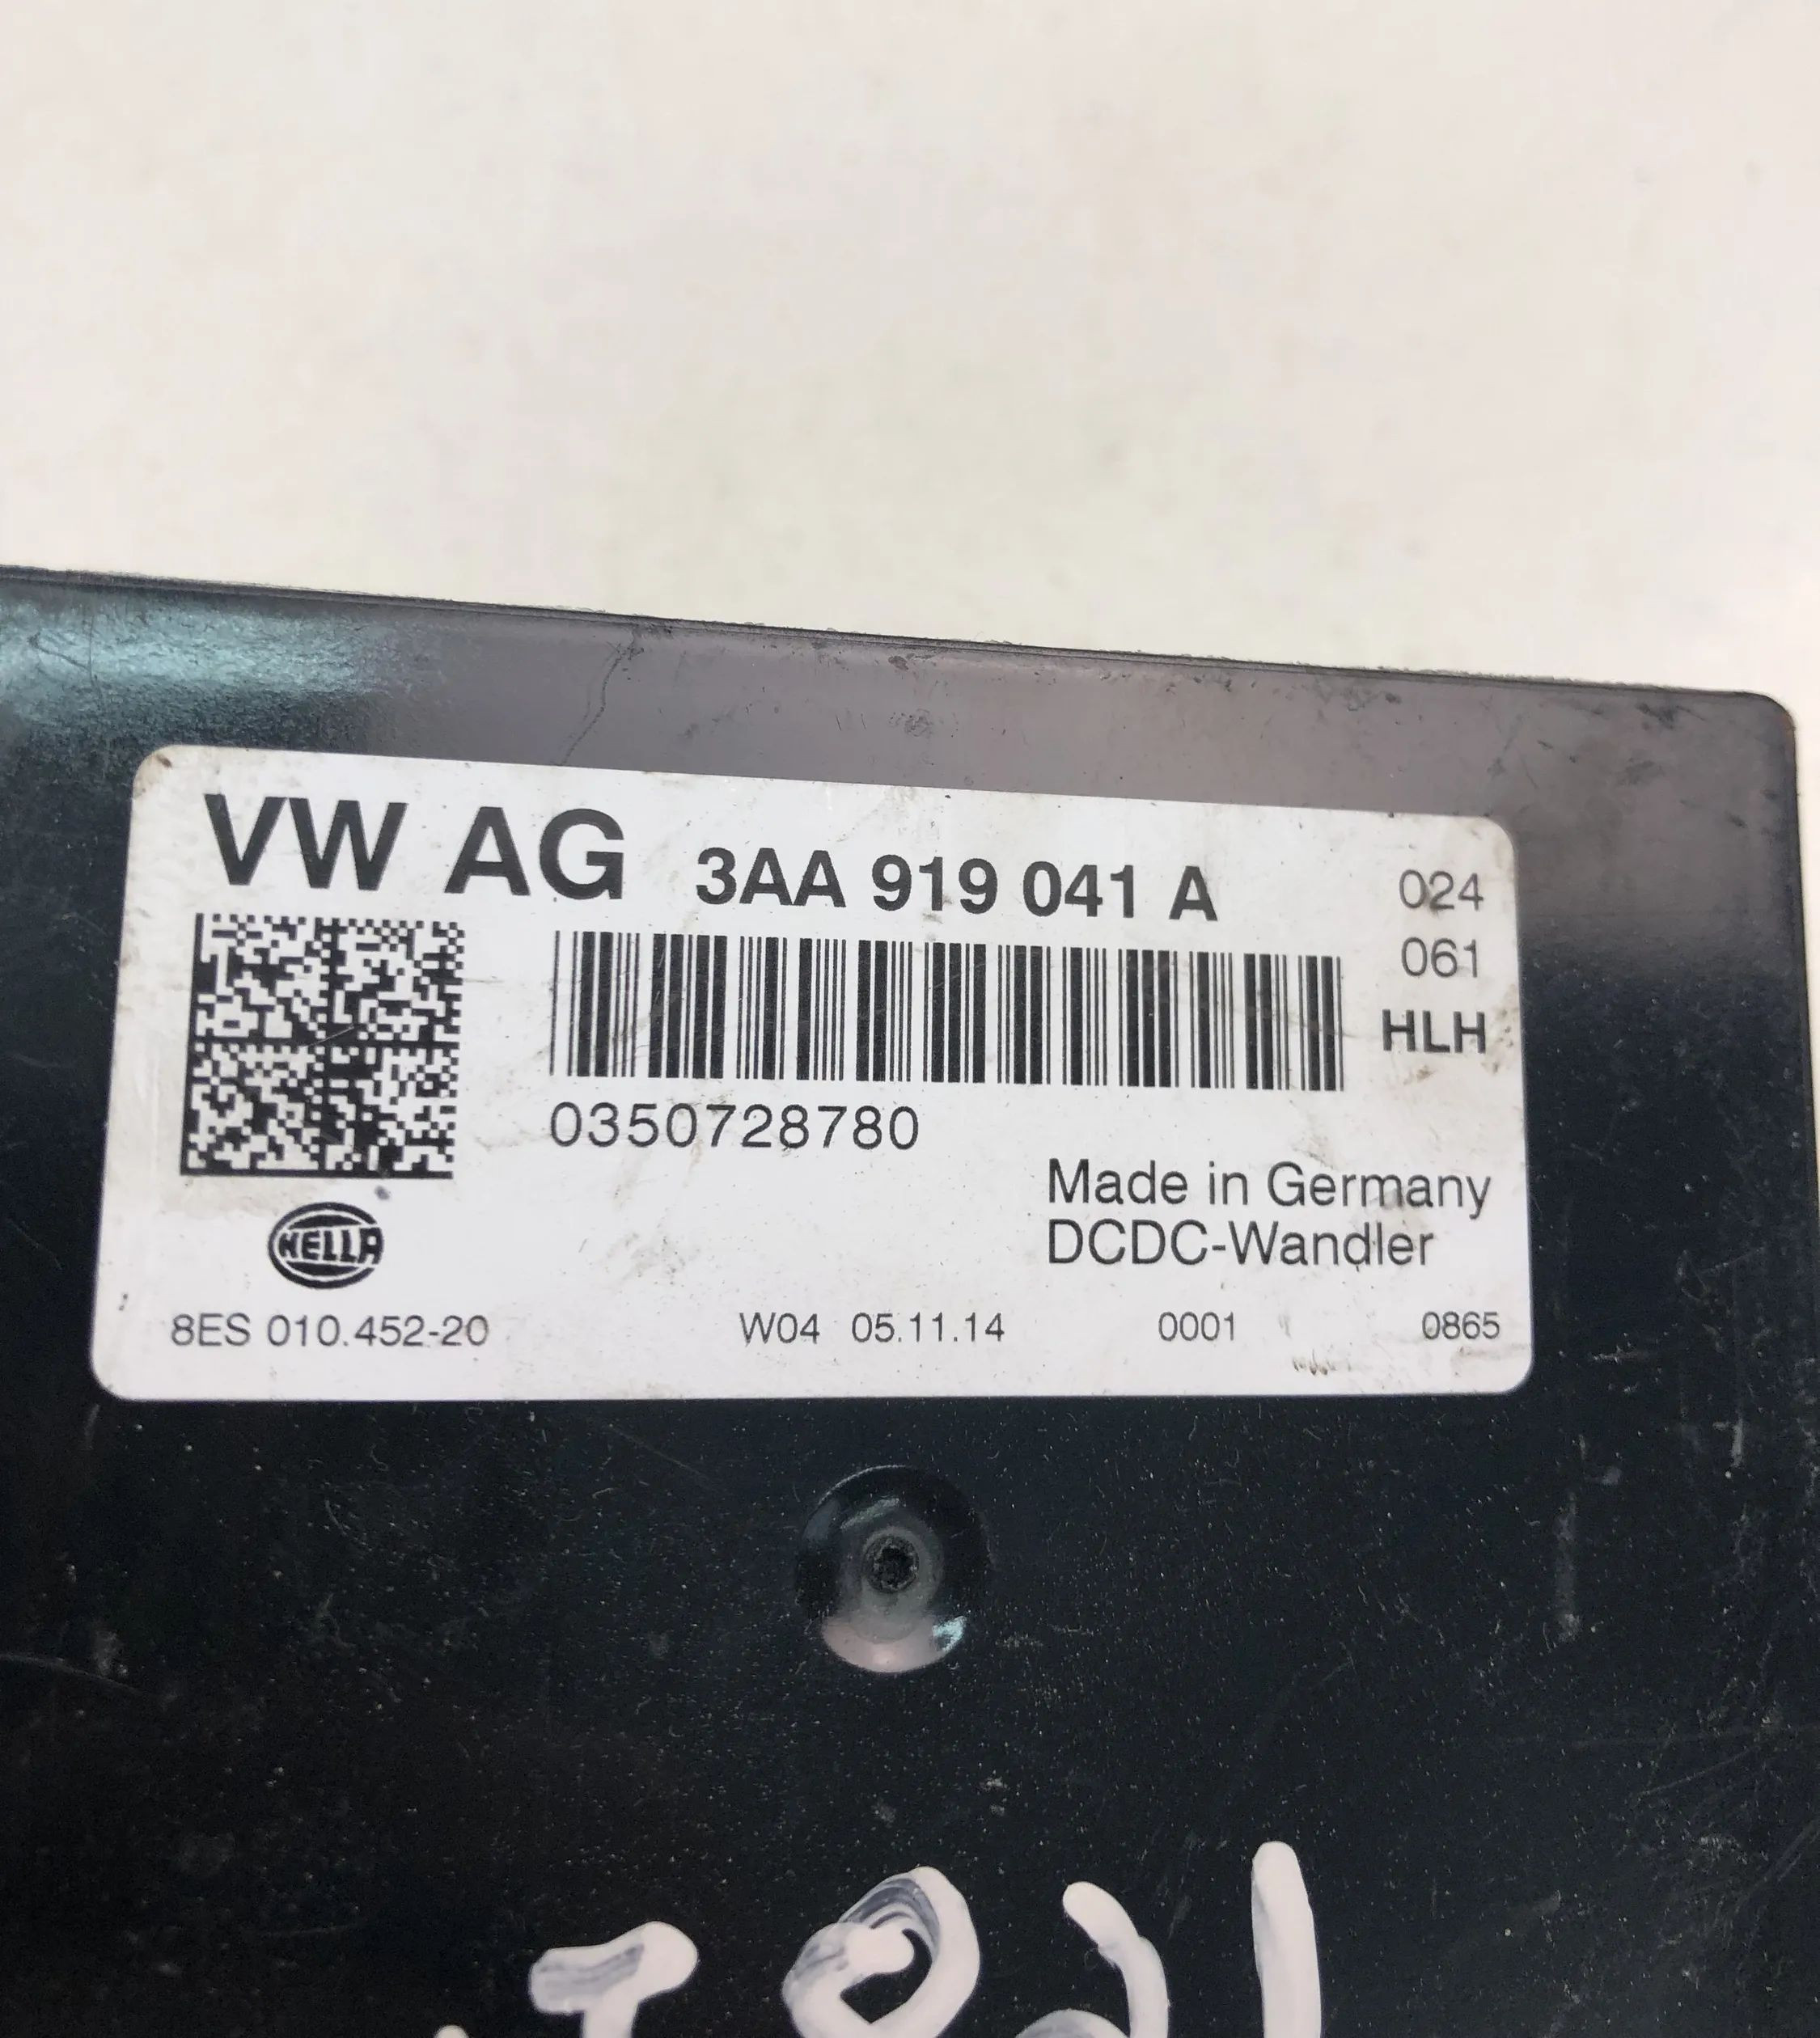 VW AG 3AA 919 041 A 024
061
HLH
0350728780
Made in Germany
DCDC-Wandler
HELLA
8ES 010.452-20 W04 05.11.14 0001 0865